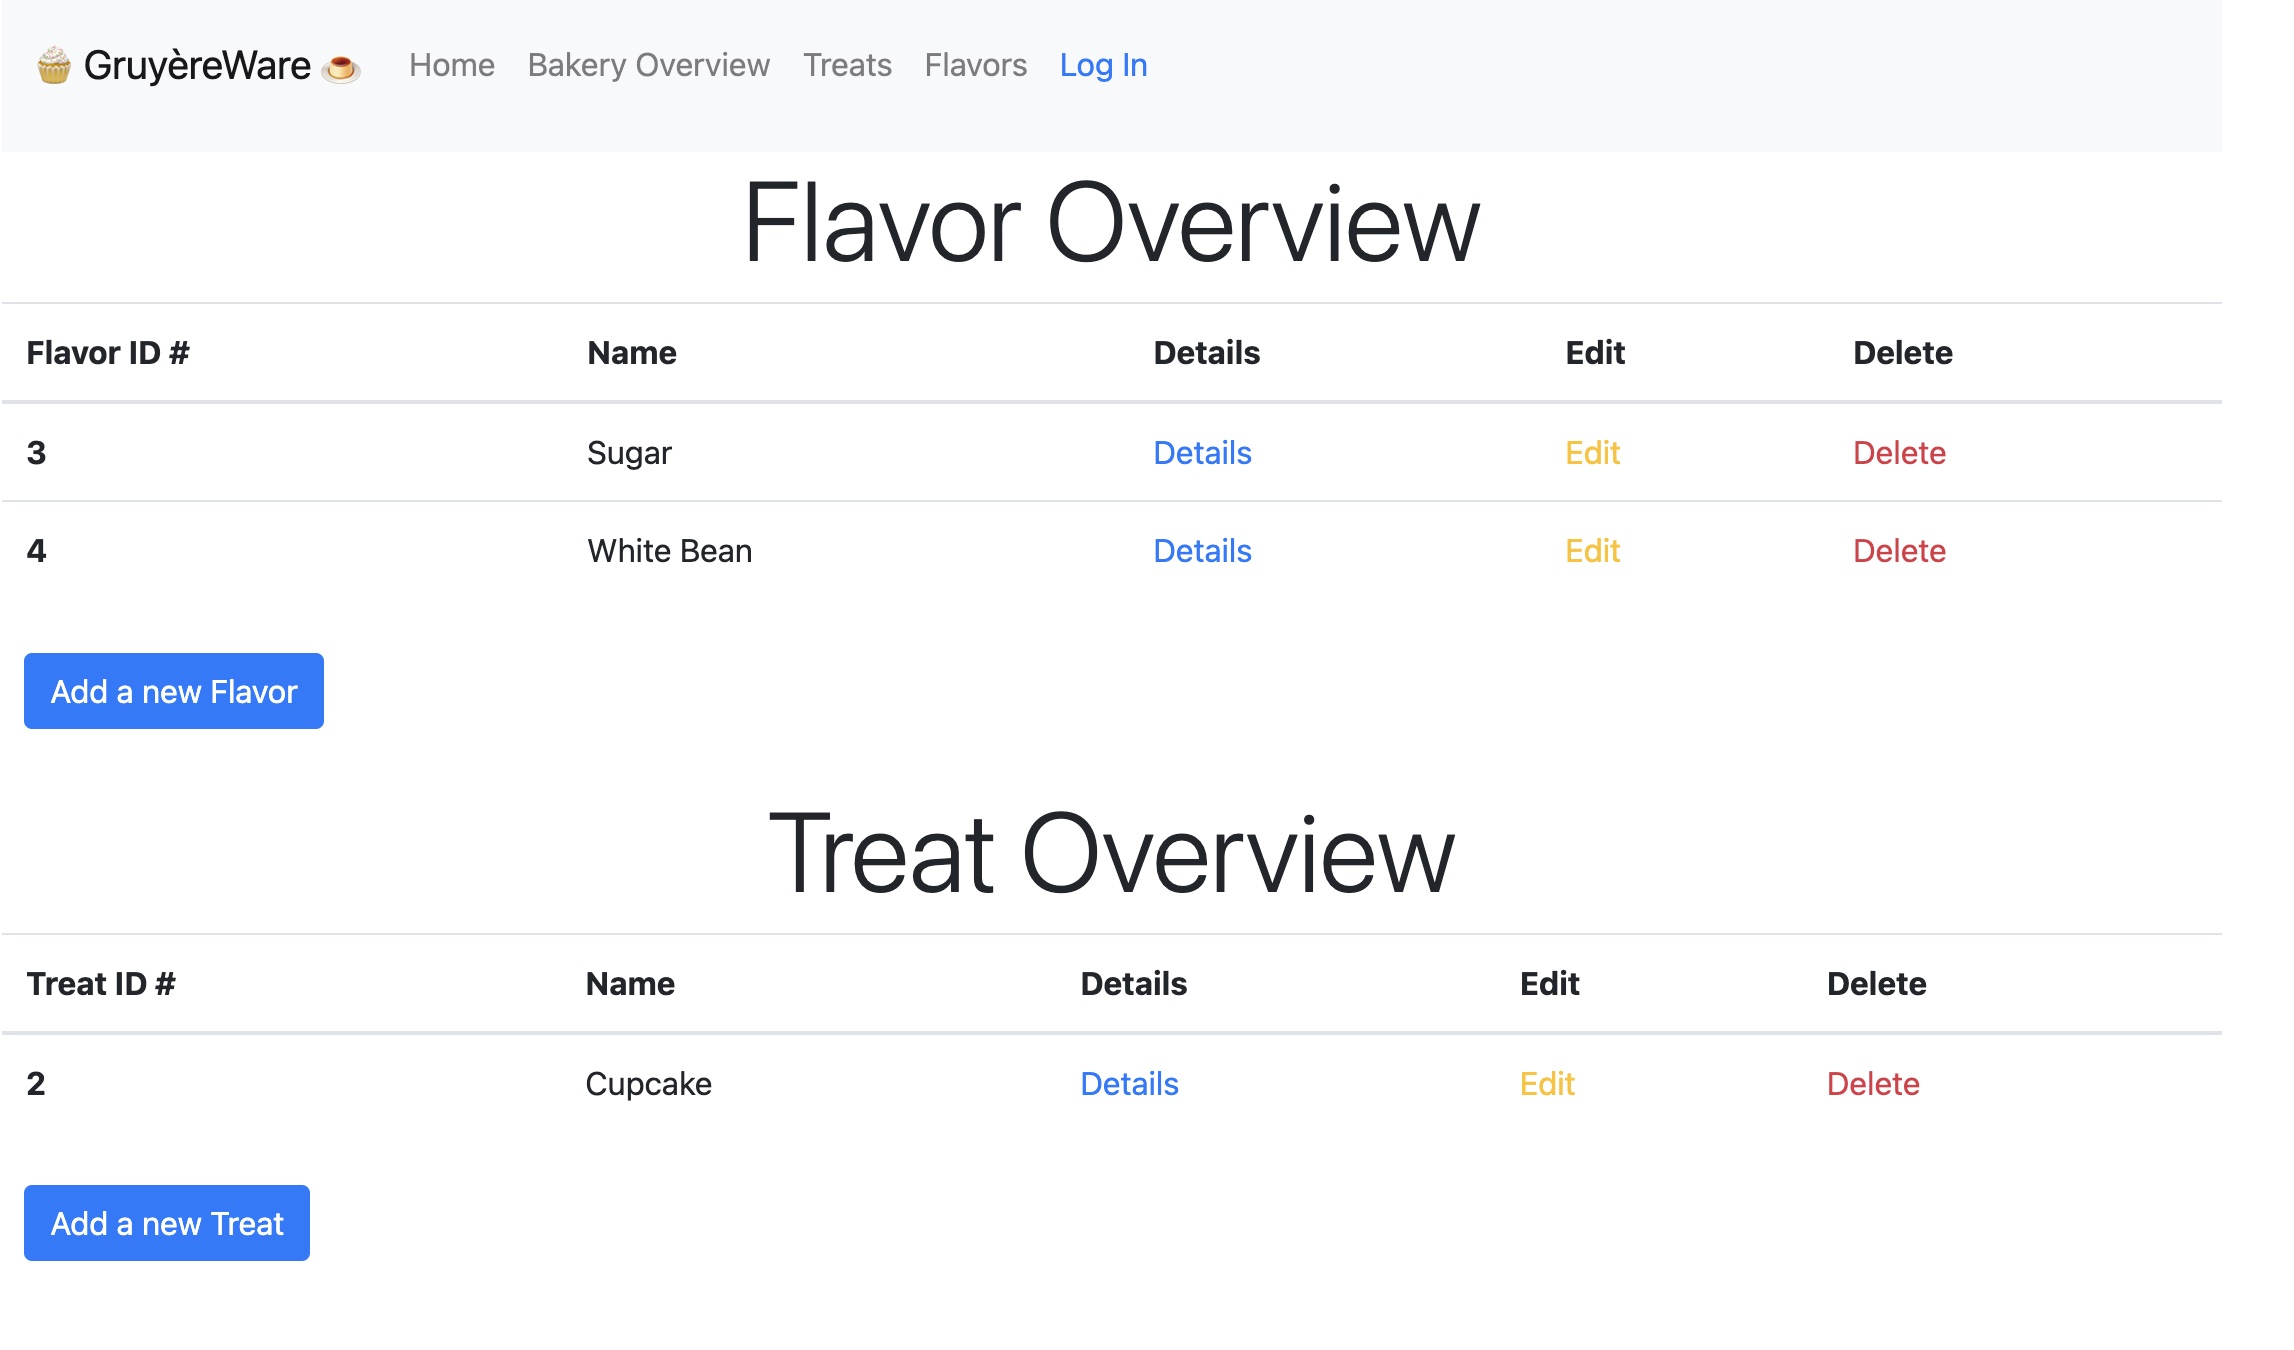 GruyèreWare Home Bakery Overview Treats Flavors Log In
Flavor Overview
Flavor ID # Name Details Edit Delete
3 Sugar Details Edit Delete
4 White Bean Details Edit Delete
Add a new Flavor
Treat Overview
Treat ID # Name Details Edit Delete
2 Cupcake Details Edit Delete
Add a new Treat